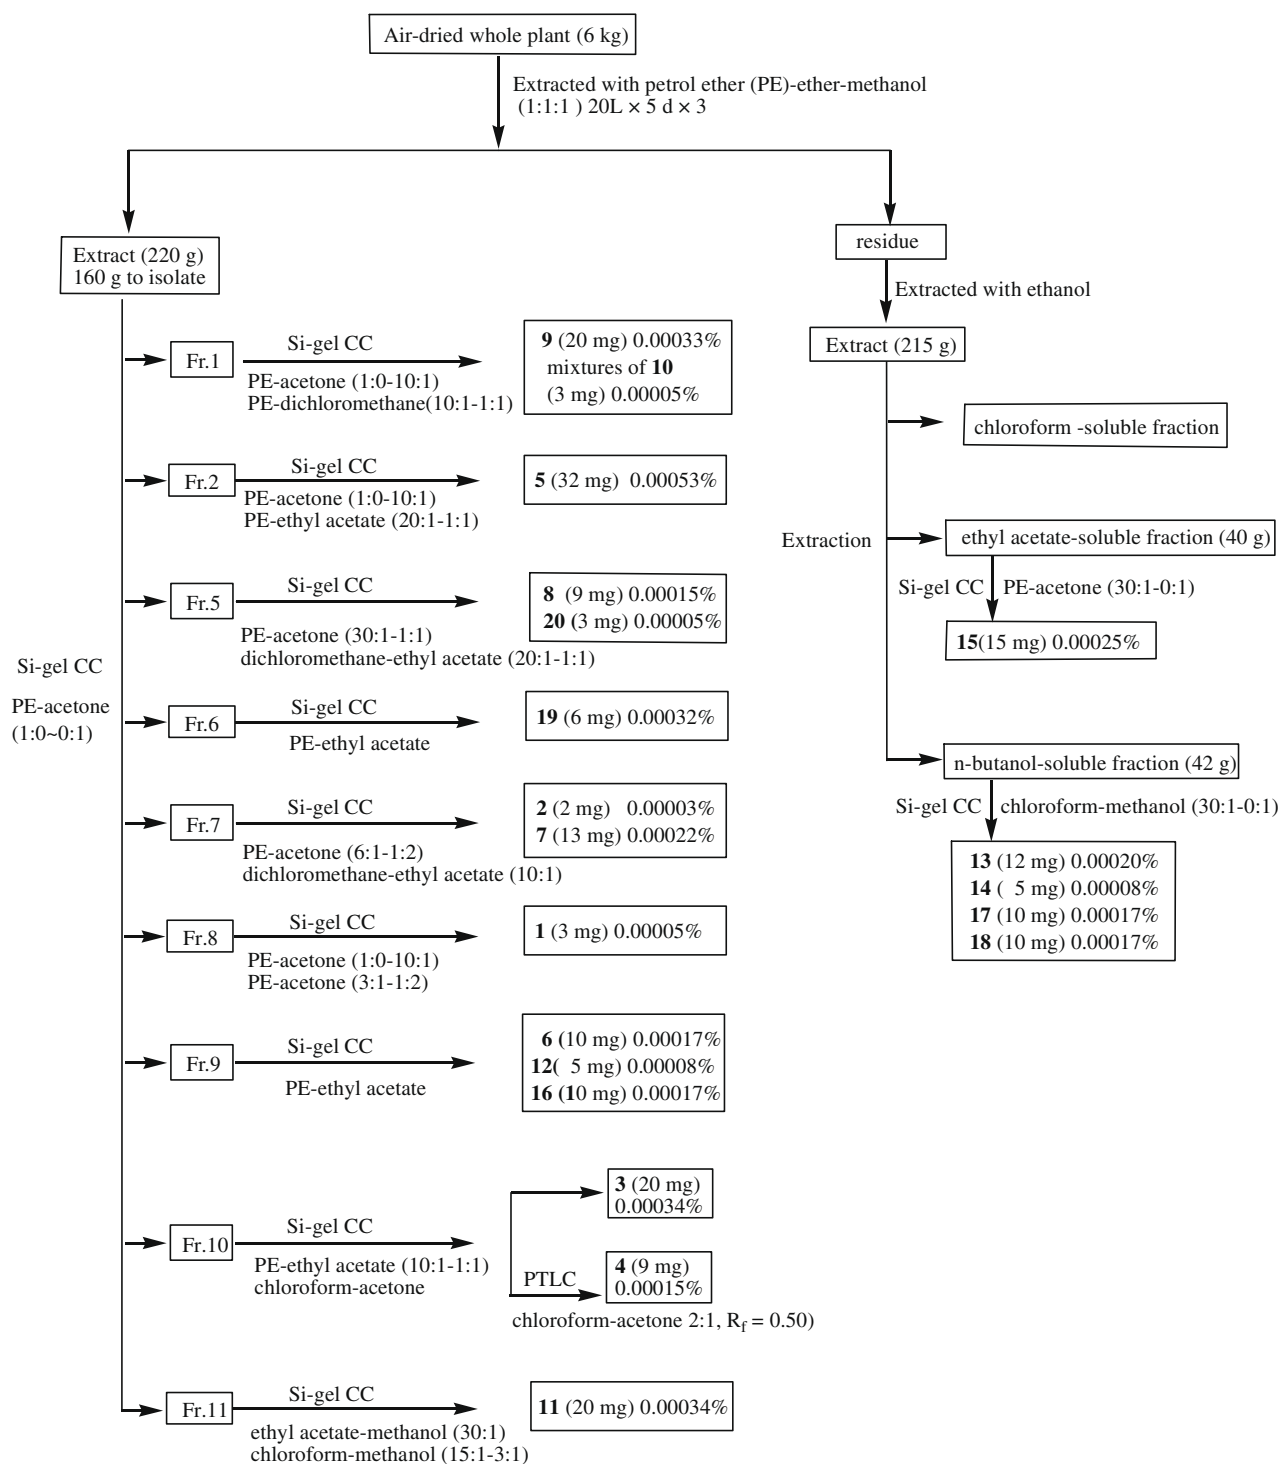 Air-dried whole plant (6 kg)
Extracted with petrol ether (PE)-ether-methanol
(1:1:1 ) 20L × 5 d × 3
Extract (220 g)
160 g to isolate
Si-gel CC
PE-acetone
(1:0~0:1)
Fr.1
Si-gel CC
PE-acetone (1:0-10:1)
PE-dichloromethane(10:1-1:1)
9 (20 mg) 0.00033%
mixtures of 10
(3 mg) 0.00005%
Fr.2
Si-gel CC
PE-acetone (1:0-10:1)
PE-ethyl acetate (20:1-1:1)
5 (32 mg) 0.00053%
Fr.5
Si-gel CC
PE-acetone (30:1-1:1)
dichloromethane-ethyl acetate (20:1-1:1)
8 (9 mg) 0.00015%
20 (3 mg) 0.00005%
Fr.6
Si-gel CC
PE-ethyl acetate
19 (6 mg) 0.00032%
Fr.7
Si-gel CC
PE-acetone (6:1-1:2)
dichloromethane-ethyl acetate (10:1)
2 (2 mg) 0.00003%
7 (13 mg) 0.00022%
Fr.8
Si-gel CC
PE-acetone (1:0-10:1)
PE-acetone (3:1-1:2)
1 (3 mg) 0.00005%
Fr.9
Si-gel CC
PE-ethyl acetate
6 (10 mg) 0.00017%
12( 5 mg) 0.00008%
16 (10 mg) 0.00017%
Fr.10
Si-gel CC
PE-ethyl acetate (10:1-1:1)
chloroform-acetone
3 (20 mg)
0.00034%
PTLC
4 (9 mg)
0.00015%
chloroform-acetone 2:1, Rf = 0.50)
Fr.11
Si-gel CC
ethyl acetate-methanol (30:1)
chloroform-methanol (15:1-3:1)
11 (20 mg) 0.00034%
residue
Extracted with ethanol
Extract (215 g)
Extraction
chloroform -soluble fraction
ethyl acetate-soluble fraction (40 g)
Si-gel CC PE-acetone (30:1-0:1)
15(15 mg) 0.00025%
n-butanol-soluble fraction (42 g)
Si-gel CC chloroform-methanol (30:1-0:1)
13 (12 mg) 0.00020%
14 ( 5 mg) 0.00008%
17 (10 mg) 0.00017%
18 (10 mg) 0.00017%